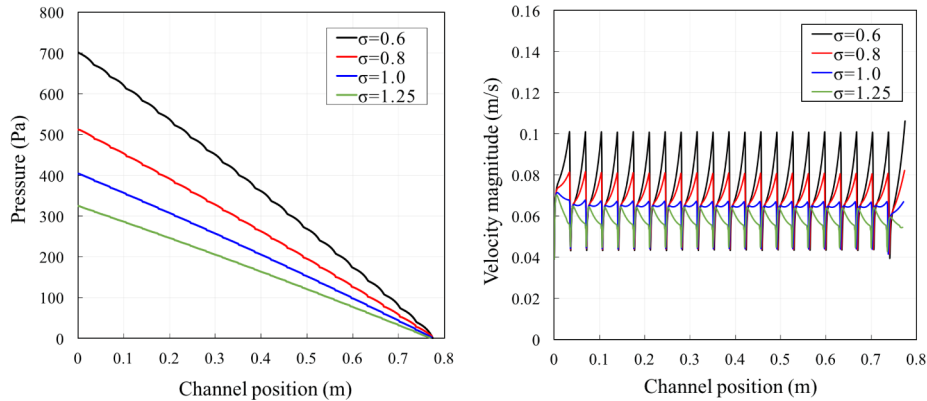 800
700
600
500
400
300
200
100
0
Pressure (Pa)
0 0.1 0.2 0.3 0.4 0.5 0.6 0.7 0.8
Channel position (m)
σ=0.6
σ=0.8
σ=1.0
σ=1.25
0.16
0.14
0.12
0.1
0.08
0.06
0.04
0.02
0
Velocity magnitude (m/s)
0 0.1 0.2 0.3 0.4 0.5 0.6 0.7 0.8
Channel position (m)
σ=0.6
σ=0.8
σ=1.0
σ=1.25